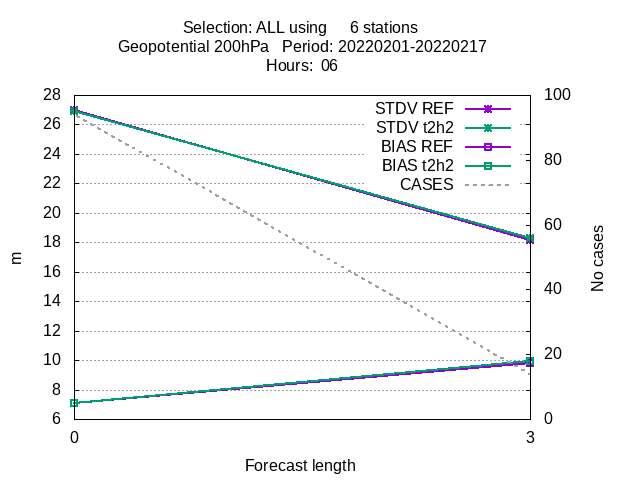 Selection: ALL using     6 stations
Geopotential 200hPa   Period: 20220201-20220217
Hours:  06
28
26
24
22
20
18
16
14
12
10
8
6
100
80
60
40
20
0
STDV REF
STDV t2h2
BIAS REF
BIAS t2h2
CASES
m
No cases
0
3
Forecast length